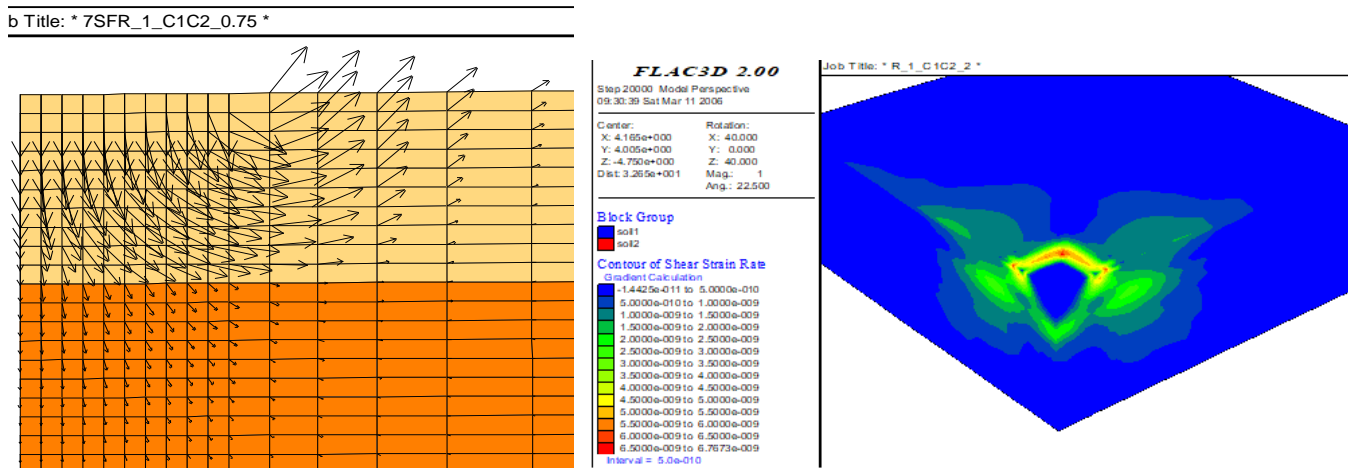 b Title: * 7SFR_1_C1C2_0.75 *
FLAC3D 2.00
Step 20000 Model Perspective
09:30:39 Sat Mar 11 2006
Center:
X: 4.165e+000
Y: 4.005e+000
Z: -4.750e+000
Dist: 3.265e+001
Rotation:
X: 40.000
Y: 0.000
Z: 40.000
Mag.: 1
Ang.: 22.500
Block Group
soil1
soil2
Contour of Shear Strain Rate
Gradient Calculation
-1.4425e-011 to 5.0000e-010
5.0000e-010 to 1.0000e-009
1.0000e-009 to 1.5000e-009
1.5000e-009 to 2.0000e-009
2.0000e-009 to 2.5000e-009
2.5000e-009 to 3.0000e-009
3.0000e-009 to 3.5000e-009
3.5000e-009 to 4.0000e-009
4.0000e-009 to 4.5000e-009
4.5000e-009 to 5.0000e-009
5.0000e-009 to 5.5000e-009
5.5000e-009 to 6.0000e-009
6.0000e-009 to 6.5000e-009
6.5000e-009 to 6.7673e-009
Interval = 5.0e-010
Job Title: * R_1_C1C2_2 *